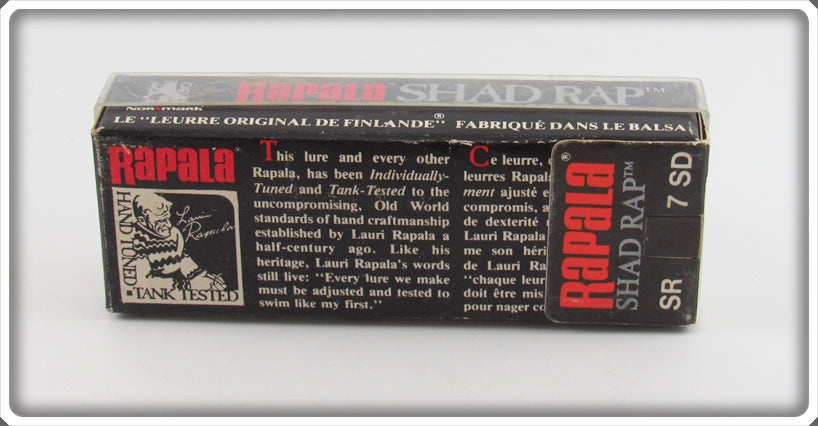 Normark
Rapala SHAD RAP™
LE "LEURRE ORIGINAL DE FINLANDE"® FABRIQUÉ DANS LE BALSA
Rapala
HAND TUNED
Lauri Rapala
TANK TESTED
This lure and every other
Rapala, has been Individually-
Tuned and Tank-Tested to the
uncompromising, Old World
standards of hand craftmanship
established by Lauri Rapala a
half-century ago. Like his
heritage, Lauri Rapala's words
still live: "Every lure we make
must be adjusted and tested to
swim like my first."
Ce leurre,
leurres Rapal
ment ajusté e
compromis, a
de dexterité
Lauri Rapala
me son héri
de Lauri Ra
"chaque leur
doit être mis
pour nager co
Rapala®
SHAD RAP™
SR 7 SD